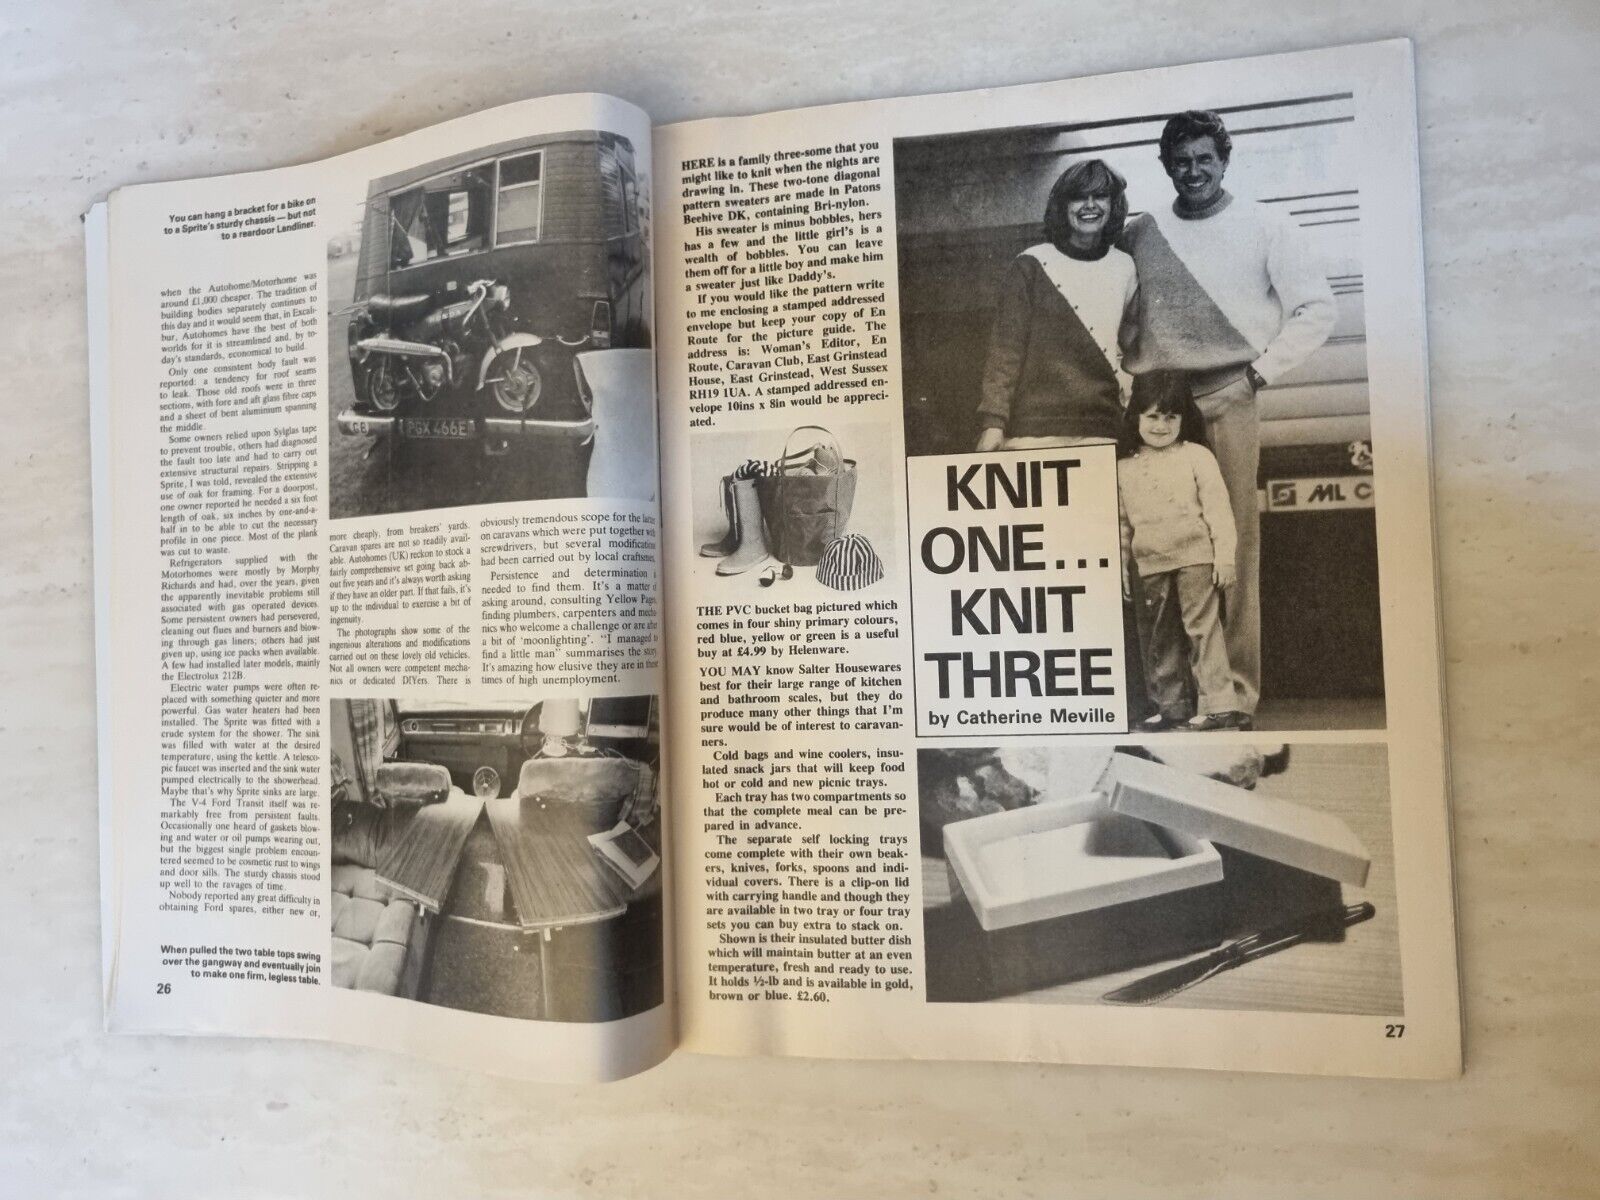 You can hang a bracket for a bike on
to a Sprite's sturdy chassis — but not
to a reardoor Landliner.
when the Autohome/Motorhome was
around £1,000 cheaper. The tradition of
building bodies separately continues to
this day and it would seem that, in Excali-
bur, Autohomes have the best of both
worlds for it is streamlined and, by to-
day's standards, economical to build.
Only one consistent body fault was
reported: a tendency for roof seams
to leak. Those old roofs were in three
sections, with fore and aft glass fibre caps
and a sheet of bent aluminium spanning
the middle.
Some owners relied upon Sylglas tape
to prevent trouble, others had diagnosed
the fault too late and had to carry out
extensive structural repairs. Stripping a
Sprite, I was told, revealed the extensive
use of oak for framing. For a doorpost,
one owner reported he needed a six foot
length of oak, six inches by one-and-a-
half in to be able to cut the necessary
profile in one piece. Most of the plank
was cut to waste.
Refrigerators supplied with the
Motorhomes were mostly by Morphy
Richards and had, over the years, given
the apparently inevitable problems still
associated with gas operated devices.
Some persistent owners had persevered,
cleaning out flues and burners and blow-
ing through gas liners; others had just
given up, using ice packs when available.
A few had installed later models, mainly
the Electrolux 212B.
Electric water pumps were often re-
placed with something quieter and more
powerful. Gas water heaters had been
installed. The Sprite was fitted with a
crude system for the shower. The sink
was filled with water at the desired
temperature, using the kettle. A telesco-
pic faucet was inserted and the sink water
pumped electrically to the showerhead.
Maybe that's why Sprite sinks are large.
The V-4 Ford Transit itself was re-
markably free from persistent faults.
Occasionally one heard of gaskets blow-
ing and water or oil pumps wearing out,
but the biggest single problem encoun-
tered seemed to be cosmetic rust to wings
and door sills. The sturdy chassis stood
up well to the ravages of time.
Nobody reported any great difficulty in
obtaining Ford spares, either new or,
When pulled the two table tops swing
over the gangway and eventually join
to make one firm, legless table.
26
GB
PGX 466E
more cheaply, from breakers' yards.
Caravan spares are not so readily avail-
able. Autohomes (UK) reckon to stock a
fairly comprehensive set going back ab-
out five years and it's always worth asking
if they have an older part. If that fails, it's
up to the individual to exercise a bit of
ingenuity.
The photographs show some of the
ingenious alterations and modifications
carried out on these lovely old vehicles.
Not all owners were competent mecha-
nics or dedicated DIYers. There is
obviously tremendous scope for the latter
on caravans which were put together with
screwdrivers, but several modifications
had been carried out by local craftsmen.
Persistence and determination is
needed to find them. It's a matter of
asking around, consulting Yellow Pages,
finding plumbers, carpenters and mecha-
nics who welcome a challenge or are after
a bit of 'moonlighting'. "I managed to
find a little man" summarises the story.
It's amazing how elusive they are in these
times of high unemployment.
HERE is a family three-some that you
might like to knit when the nights are
drawing in. These two-tone diagonal
pattern sweaters are made in Patons
Beehive DK, containing Bri-nylon.
His sweater is minus bobbles, hers
has a few and the little girl's is a
wealth of bobbles. You can leave
them off for a little boy and make him
a sweater just like Daddy's.
If you would like the pattern write
to me enclosing a stamped addressed
envelope but keep your copy of En
Route for the picture guide. The
address is: Woman's Editor, En
Route, Caravan Club, East Grinstead
House, East Grinstead, West Sussex
RH19 1UA. A stamped addressed en-
velope 10ins x 8in would be appreci-
ated.
THE PVC bucket bag pictured which
comes in four shiny primary colours,
red blue, yellow or green is a useful
buy at £4.99 by Helenware.
YOU MAY know Salter Housewares
best for their large range of kitchen
and bathroom scales, but they do
produce many other things that I'm
sure would be of interest to caravan-
ners.
Cold bags and wine coolers, insu-
lated snack jars that will keep food
hot or cold and new picnic trays.
Each tray has two compartments so
that the complete meal can be pre-
pared in advance.
The separate self locking trays
come complete with their own beak-
ers, knives, forks, spoons and indi-
vidual covers. There is a clip-on lid
with carrying handle and though they
are available in two tray or four tray
sets you can buy extra to stack on.
Shown is their insulated butter dish
which will maintain butter at an even
temperature, fresh and ready to use.
It holds ½-lb and is available in gold,
brown or blue. £2.60.
KNIT
ONE...
KNIT
THREE
by Catherine Meville
ML C
27